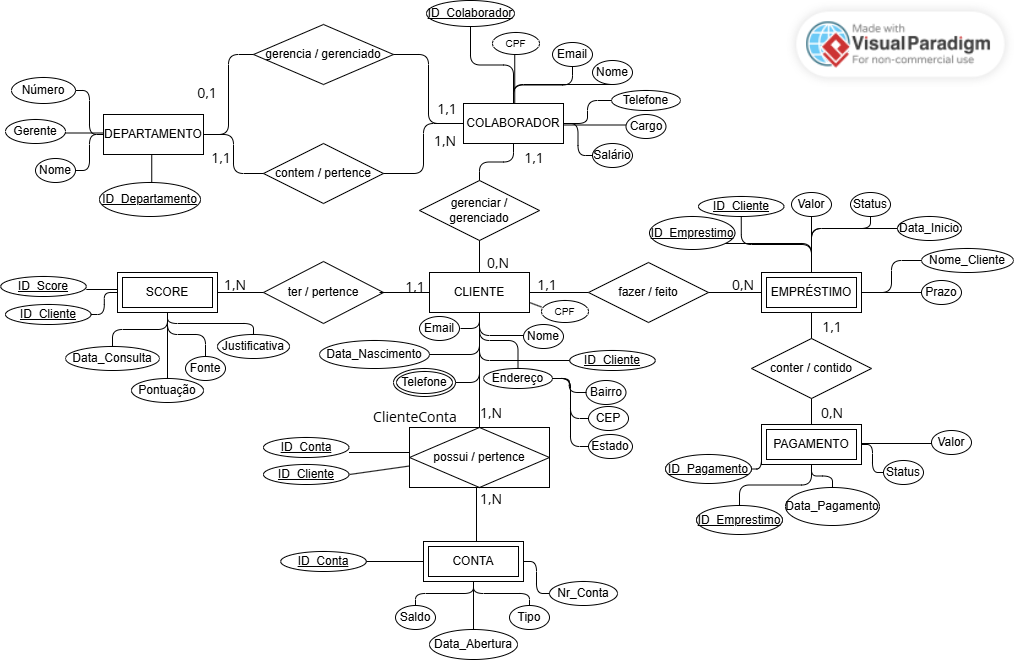 ID_Colaborador
Made with
Visual Paradigm
For non-commercial use
CPF
gerencia / gerenciado
Email
Nome
Número
0,1
Telefone
1,1
COLABORADOR
Cargo
Gerente
DEPARTAMENTO
1,N
Salário
1,1
1,1
Nome
contem / pertence
ID_Departamento
gerenciar /
gerenciado
ID_Cliente
Valor
Status
ID_Emprestimo
Data_Inicio
0,N
Nome_Cliente
ID_Score
1,N
1,1
1,1
0,N
SCORE
ter / pertence
CLIENTE
fazer / feito
EMPRÉSTIMO
Prazo
ID_Cliente
CPF
Email
Nome
1,1
Data_Consulta
Justificativa
Data_Nascimento
ID_Cliente
Fonte
conter / contido
Pontuação
Telefone
Endereço
Bairro
ClienteConta
1,N
CEP
0,N
ID_Conta
Estado
PAGAMENTO
Valor
possui / pertence
ID_Cliente
ID_Pagamento
Status
1,N
Data_Pagamento
ID_Emprestimo
ID_Conta
CONTA
Nr_Conta
Saldo
Tipo
Data_Abertura